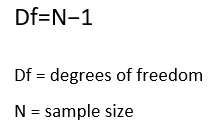 Df=N−1
Df = degrees of freedom
N = sample size